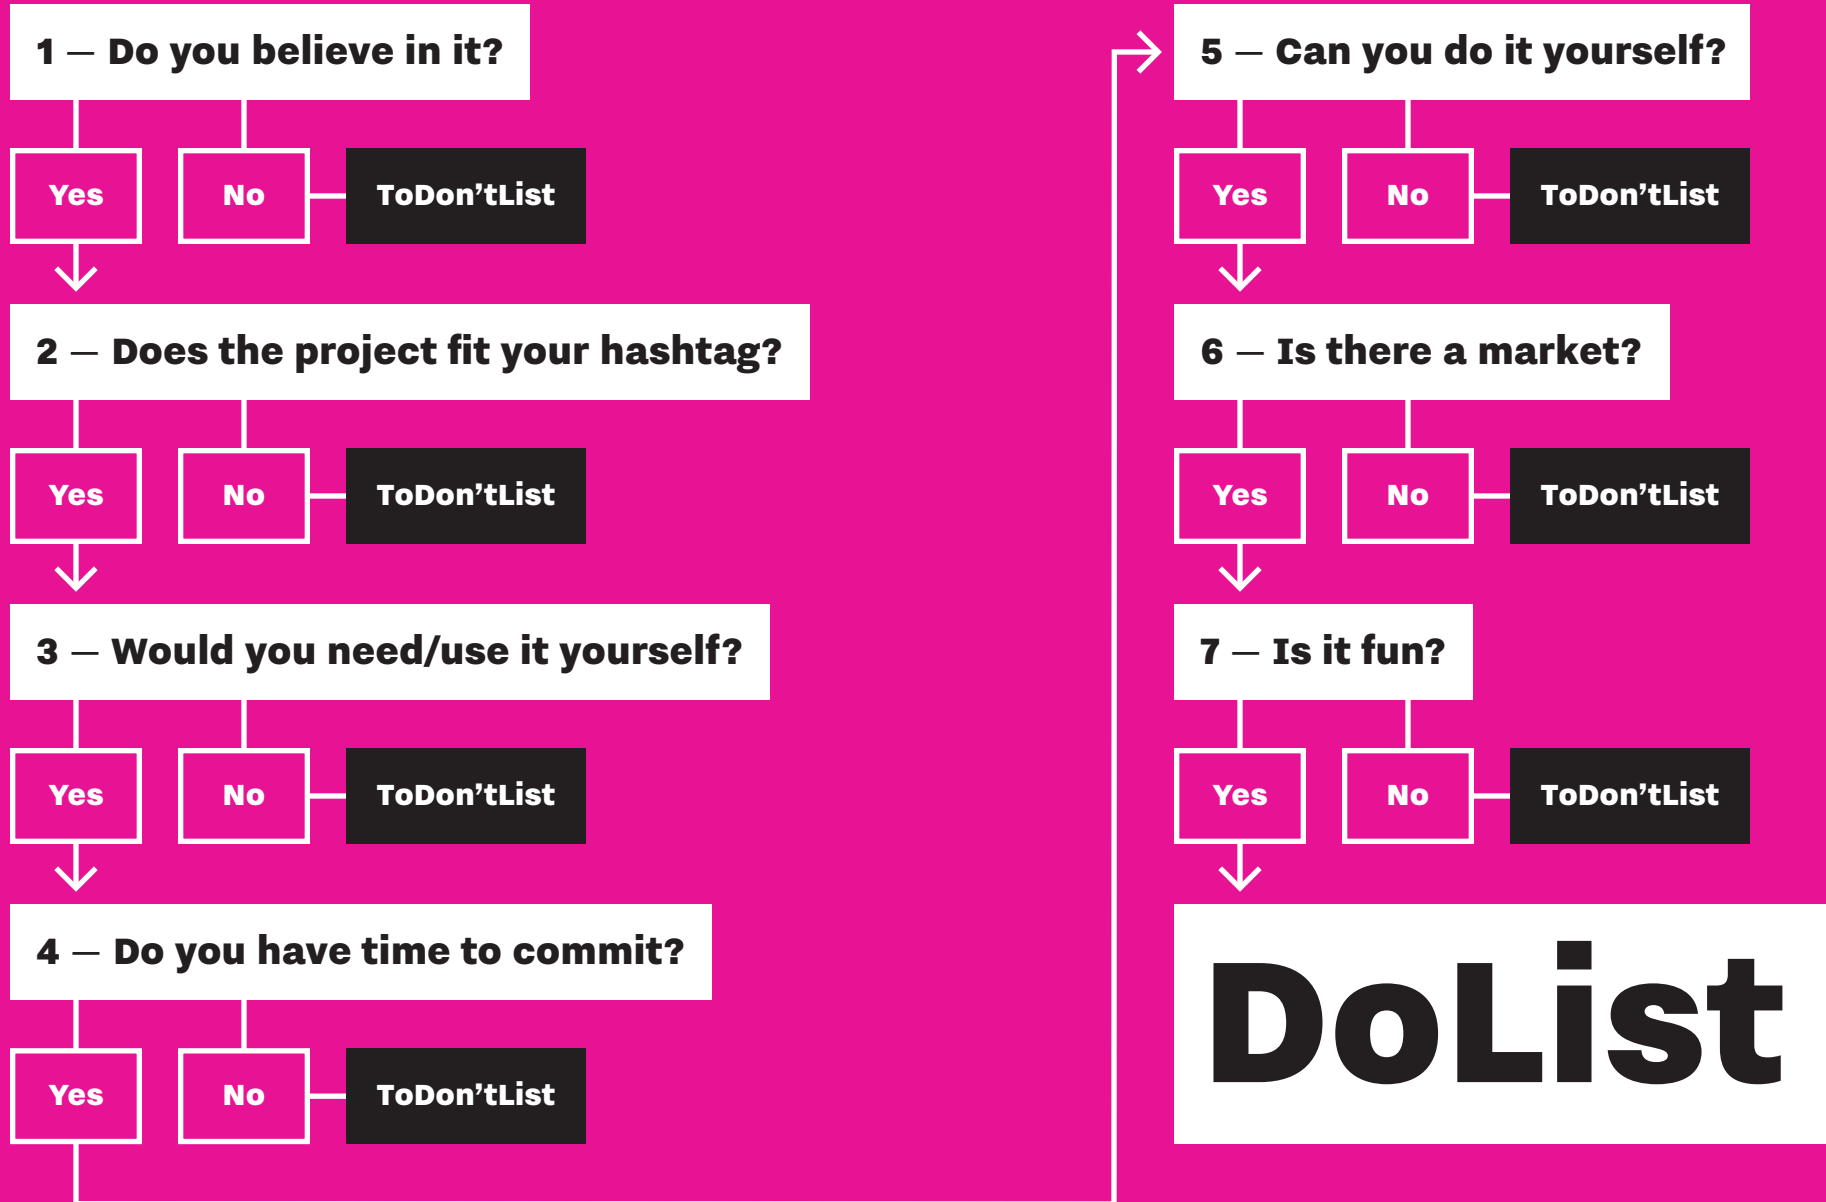 1 — Do you believe in it?
Yes
No
ToDon’tList
2 — Does the project fit your hashtag?
Yes
No
ToDon’tList
3 — Would you need/use it yourself?
Yes
No
ToDon’tList
4 — Do you have time to commit?
Yes
No
ToDon’tList
5 — Can you do it yourself?
Yes
No
ToDon’tList
6 — Is there a market?
Yes
No
ToDon’tList
7 — Is it fun?
Yes
No
ToDon’tList
DoList